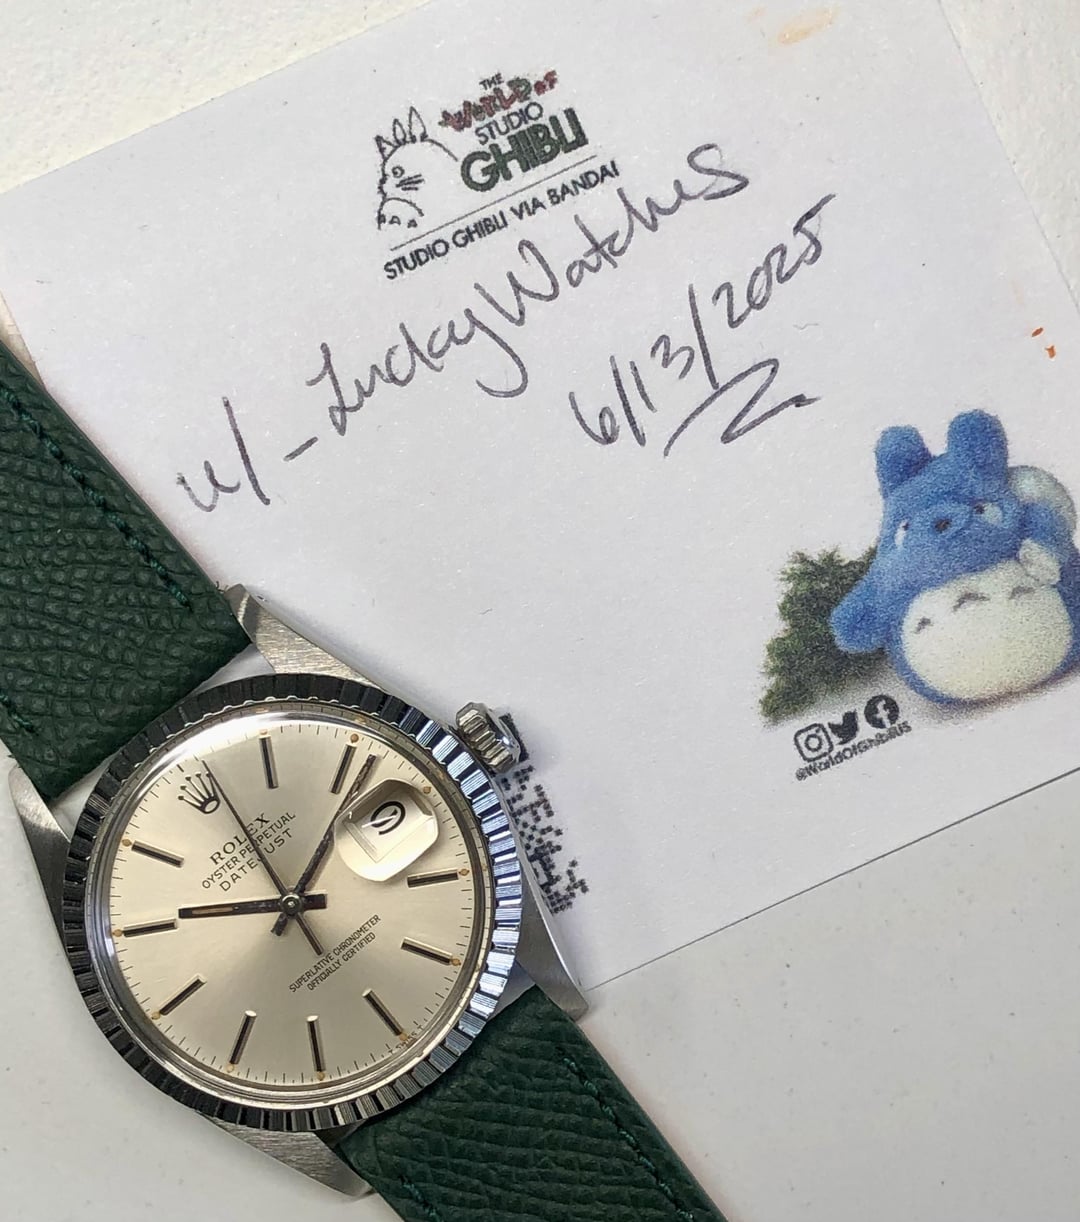 THE
WORLD OF
STUDIO
GHIBLI
STUDIO GHIBLI VIA BANDAI
u/-LuckyWatches
6/13/2025
@WorldOfGhibliUS
ROLEX
OYSTER PERPETUAL
DATEJUST
SUPERLATIVE CHRONOMETER
OFFICIALLY CERTIFIED